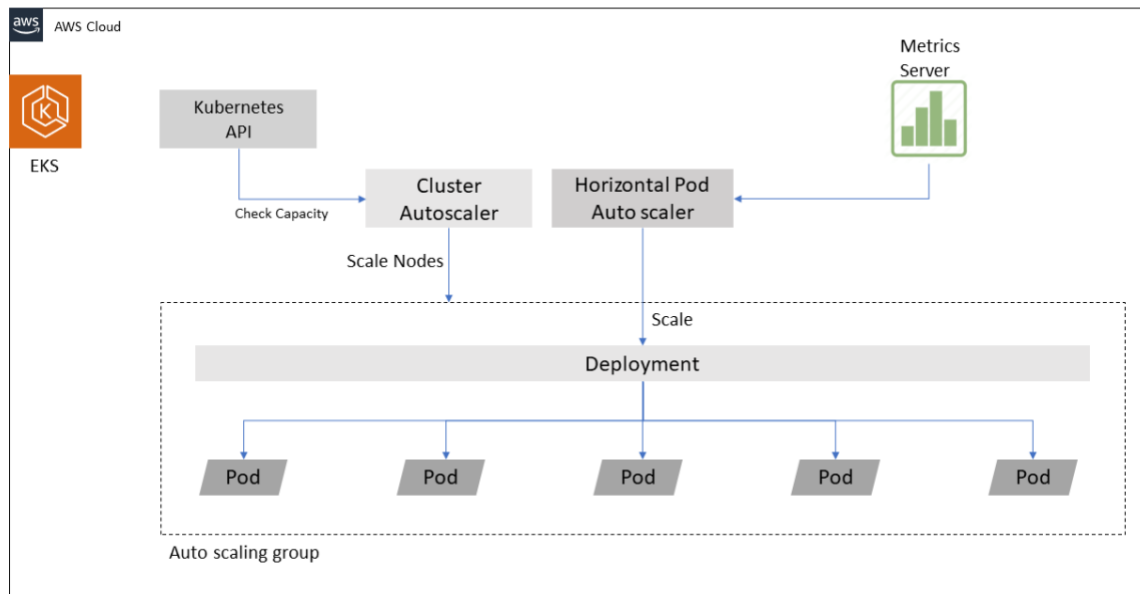 aws
AWS Cloud
Metrics
Server
Kubernetes
API
K
EKS
Cluster
Autoscaler
Horizontal Pod
Auto scaler
Check Capacity
Scale Nodes
Scale
Deployment
Pod
Pod
Pod
Pod
Pod
Auto scaling group